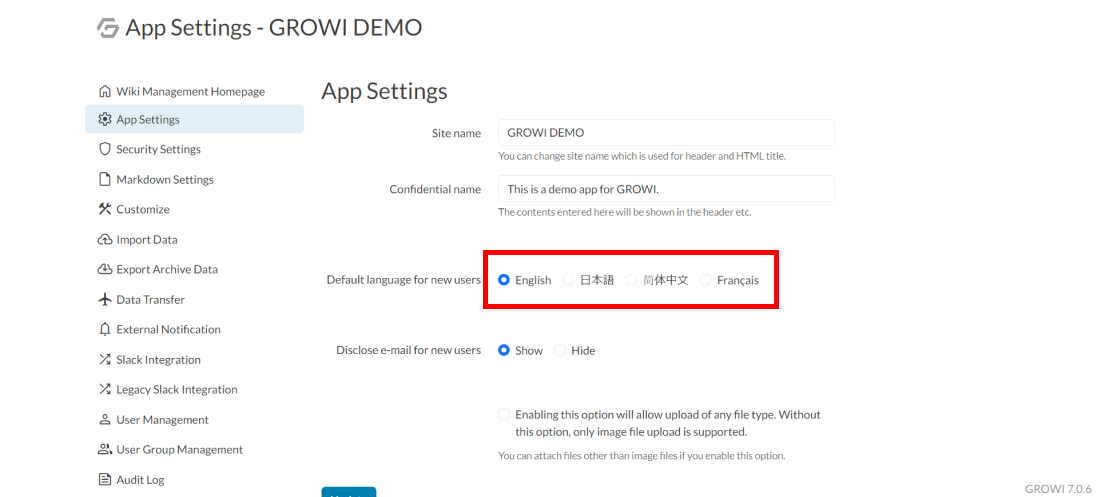 App Settings - GROWI DEMO
Wiki Management Homepage
App Settings
Security Settings
Markdown Settings
Customize
Import Data
Export Archive Data
Data Transfer
External Notification
Slack Integration
Legacy Slack Integration
User Management
User Group Management
Audit Log
App Settings
Site name
GROWI DEMO
You can change site name which is used for header and HTML title.
Confidential name
This is a demo app for GROWI.
The contents entered here will be shown in the header etc.
Default language for new users
English 日本語 简体中文 Français
Disclose e-mail for new users
Show Hide
Enabling this option will allow upload of any file type. Without
this option, only image file upload is supported.
You can attach files other than image files if you enable this option.
GROWI 7.0.6